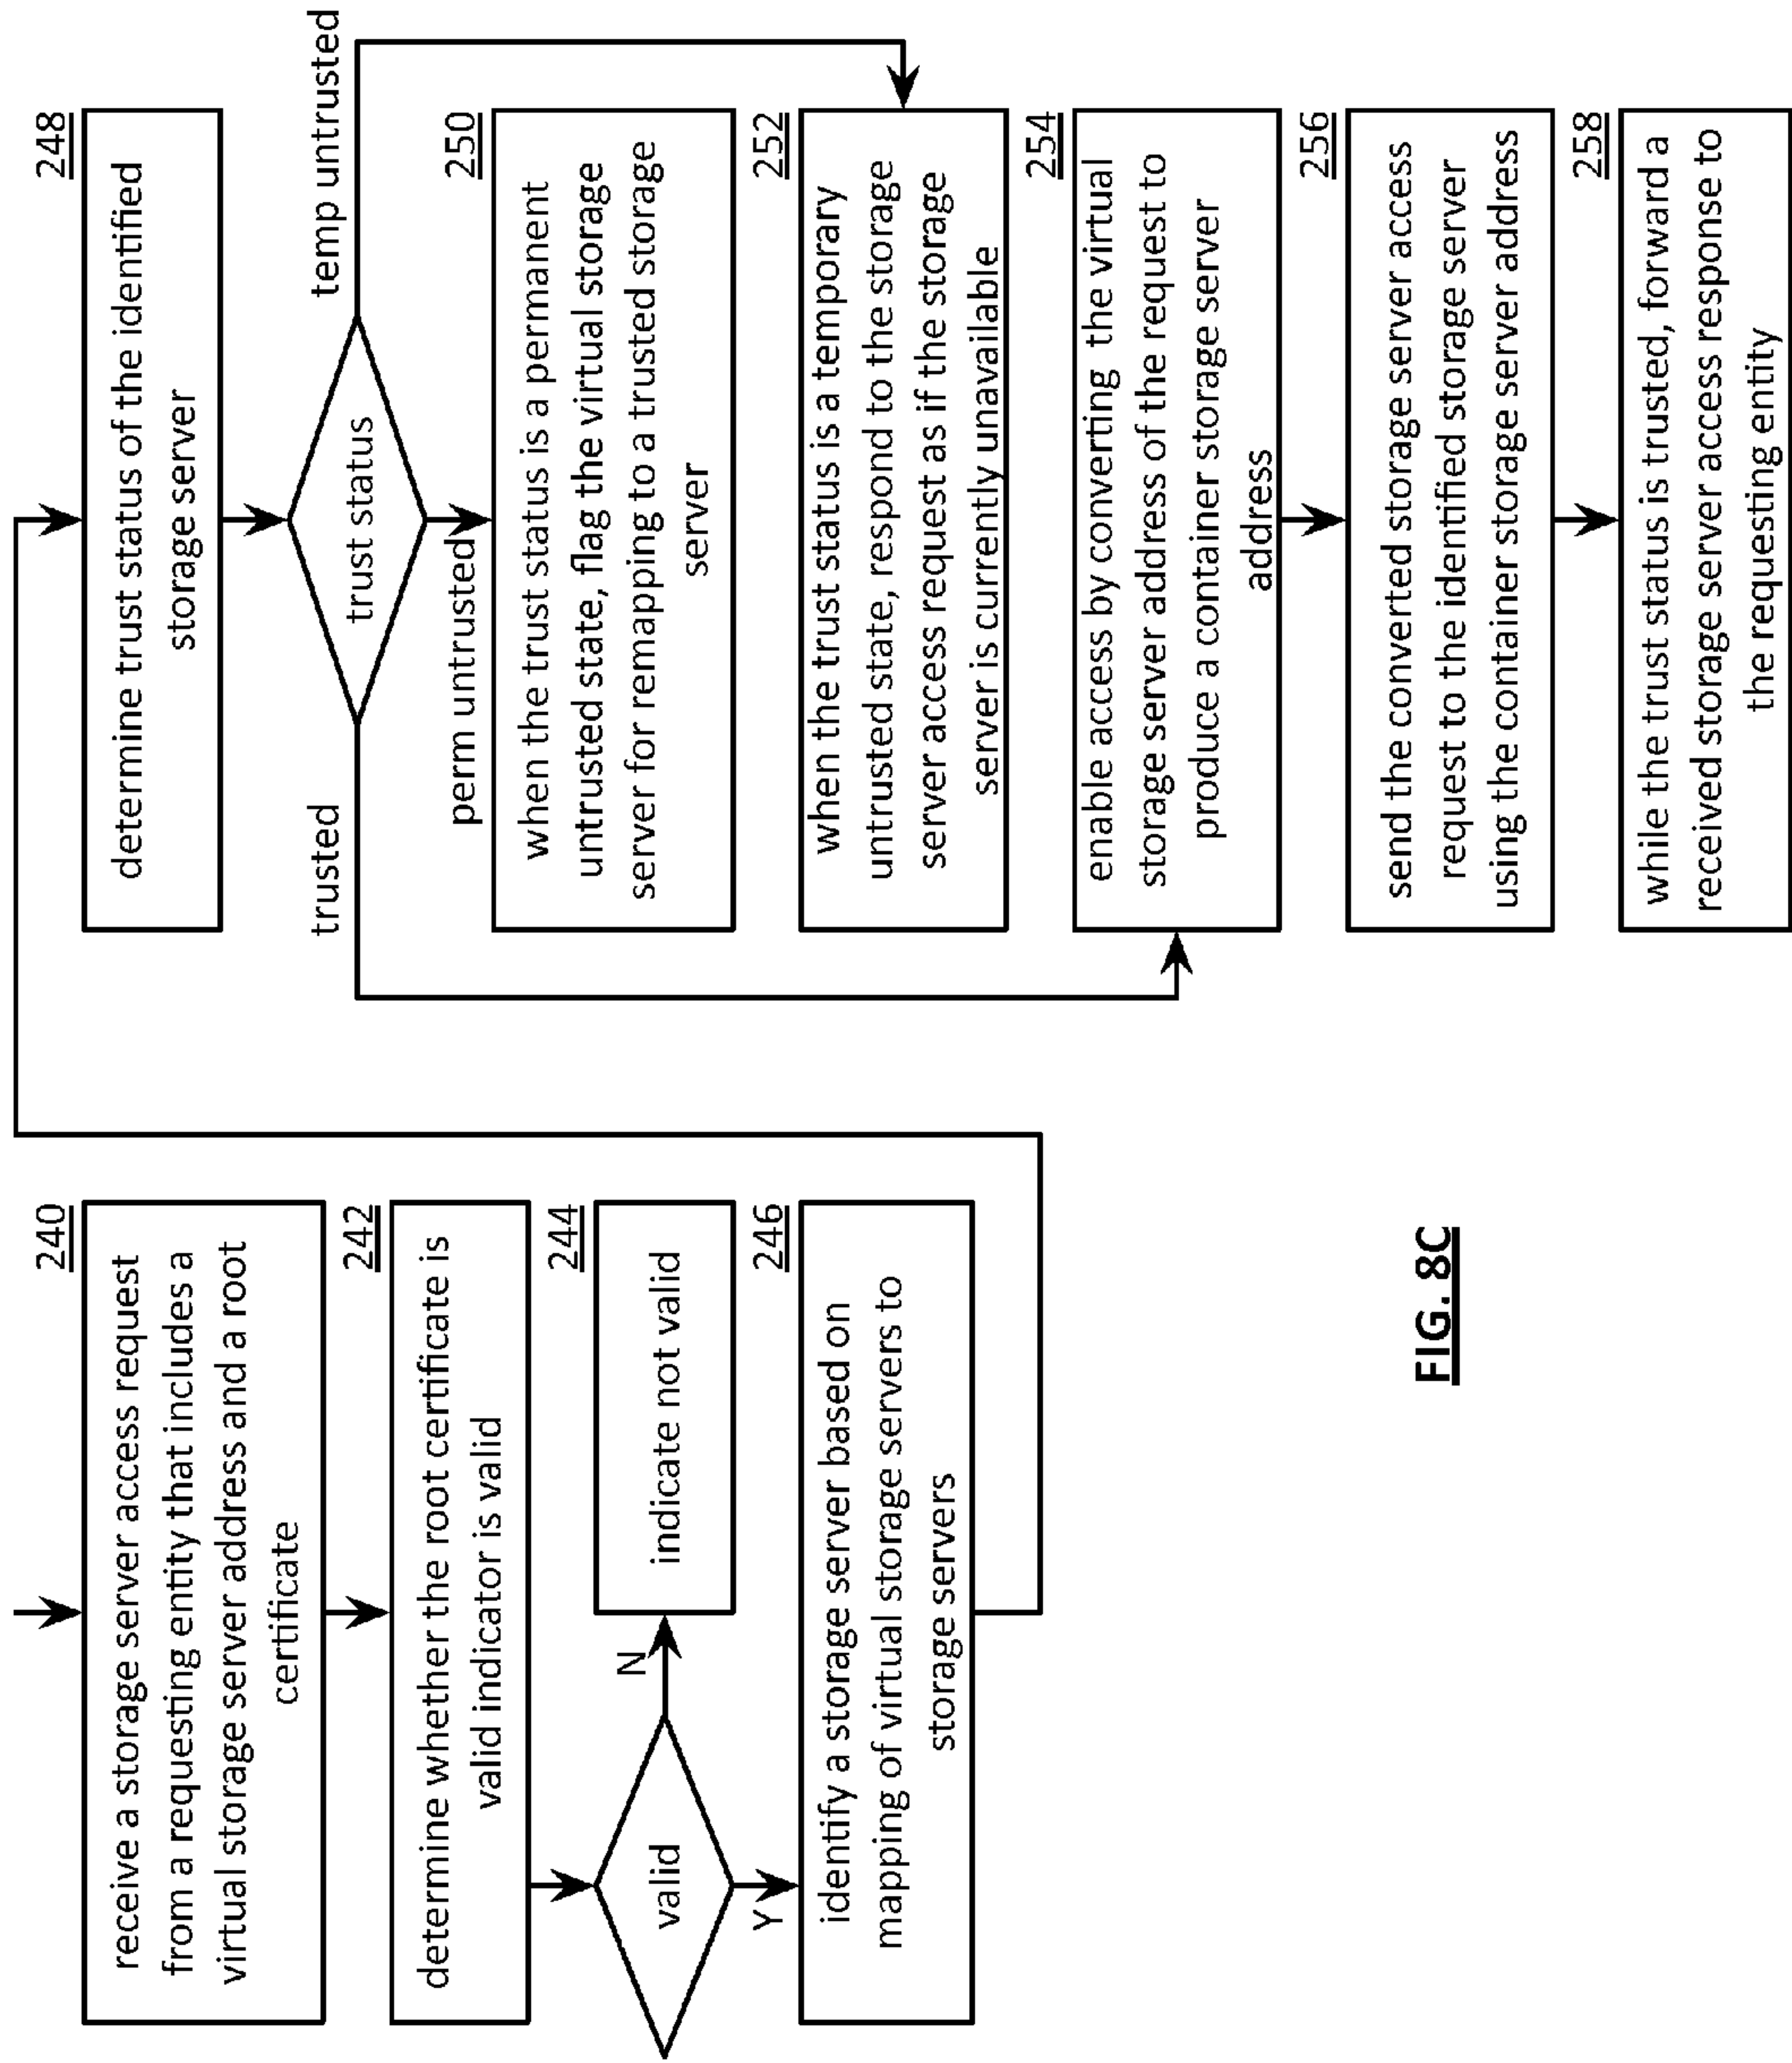 240
receive a storage server access request
from a requesting entity that includes a
virtual storage server address and a root
certificate
242
determine whether the root certificate is
valid indicator is valid
valid
N
244
indicate not valid
Y
246
identify a storage server based on
mapping of virtual storage servers to
storage servers
248
determine trust status of the identified
storage server
trust status
trusted
perm untrusted
temp untrusted
250
when the trust status is a permanent
untrusted state, flag the virtual storage
server for remapping to a trusted storage
server
252
when the trust status is a temporary
untrusted state, respond to the storage
server access request as if the storage
server is currently unavailable
254
enable access by converting the virtual
storage server address of the request to
produce a container storage server
address
256
send the converted storage server access
request to the identified storage server
using the container storage server address
258
while the trust status is trusted, forward a
received storage server access response to
the requesting entity
FIG. 8C